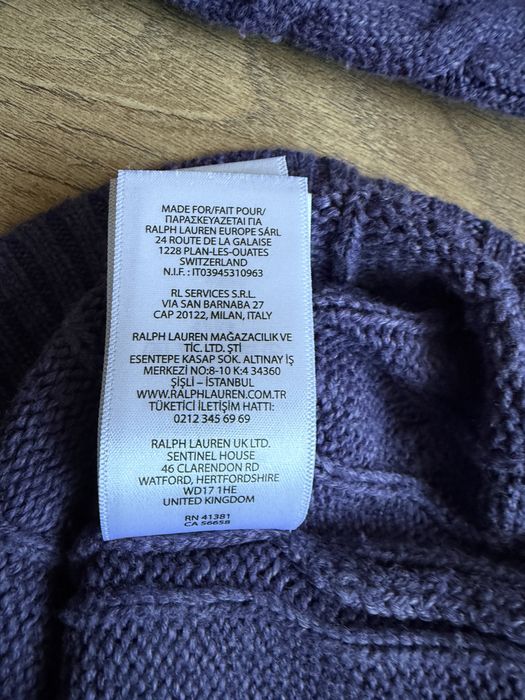 MADE FOR/FAIT POUR/
ΠΑΡΑΣΚΕΥΑΖΕΤΑΙ ΓΙΑ
RALPH LAUREN EUROPE SÁRL
24 ROUTE DE LA GALAISE
1228 PLAN-LES-OUATES
SWITZERLAND
N.I.F. : IT03945310963
RL SERVICES S.R.L.
VIA SAN BARNABA 27
CAP 20122, MILAN, ITALY
RALPH LAUREN MAĞAZACILIK VE
TİC. LTD. ŞTİ
ESENTEPE KASAP SOK. ALTINAY İŞ
MERKEZİ NO:8-10 K:4 34360
ŞİŞLİ – İSTANBUL
WWW.RALPHLAUREN.COM.TR
TÜKETİCİ İLETİŞİM HATTI:
0212 345 69 69
RALPH LAUREN UK LTD.
SENTINEL HOUSE
46 CLARENDON RD
WATFORD, HERTFORDSHIRE
WD17 1HE
UNITED KINGDOM
RN 41381
CA 56658